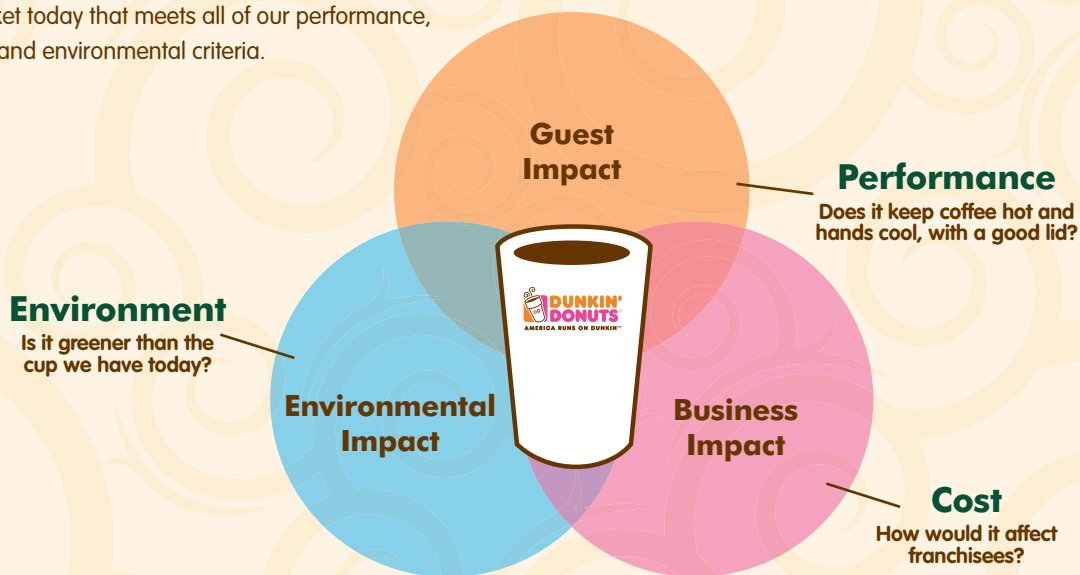 ket today that meets all of our performance,
and environmental criteria.
Guest
Impact
Performance
Does it keep coffee hot and
hands cool, with a good lid?
DUNKIN'
DONUTS
AMERICA RUNS ON DUNKIN'™
Environment
Is it greener than the
cup we have today?
Environmental
Impact
Business
Impact
Cost
How would it affect
franchisees?